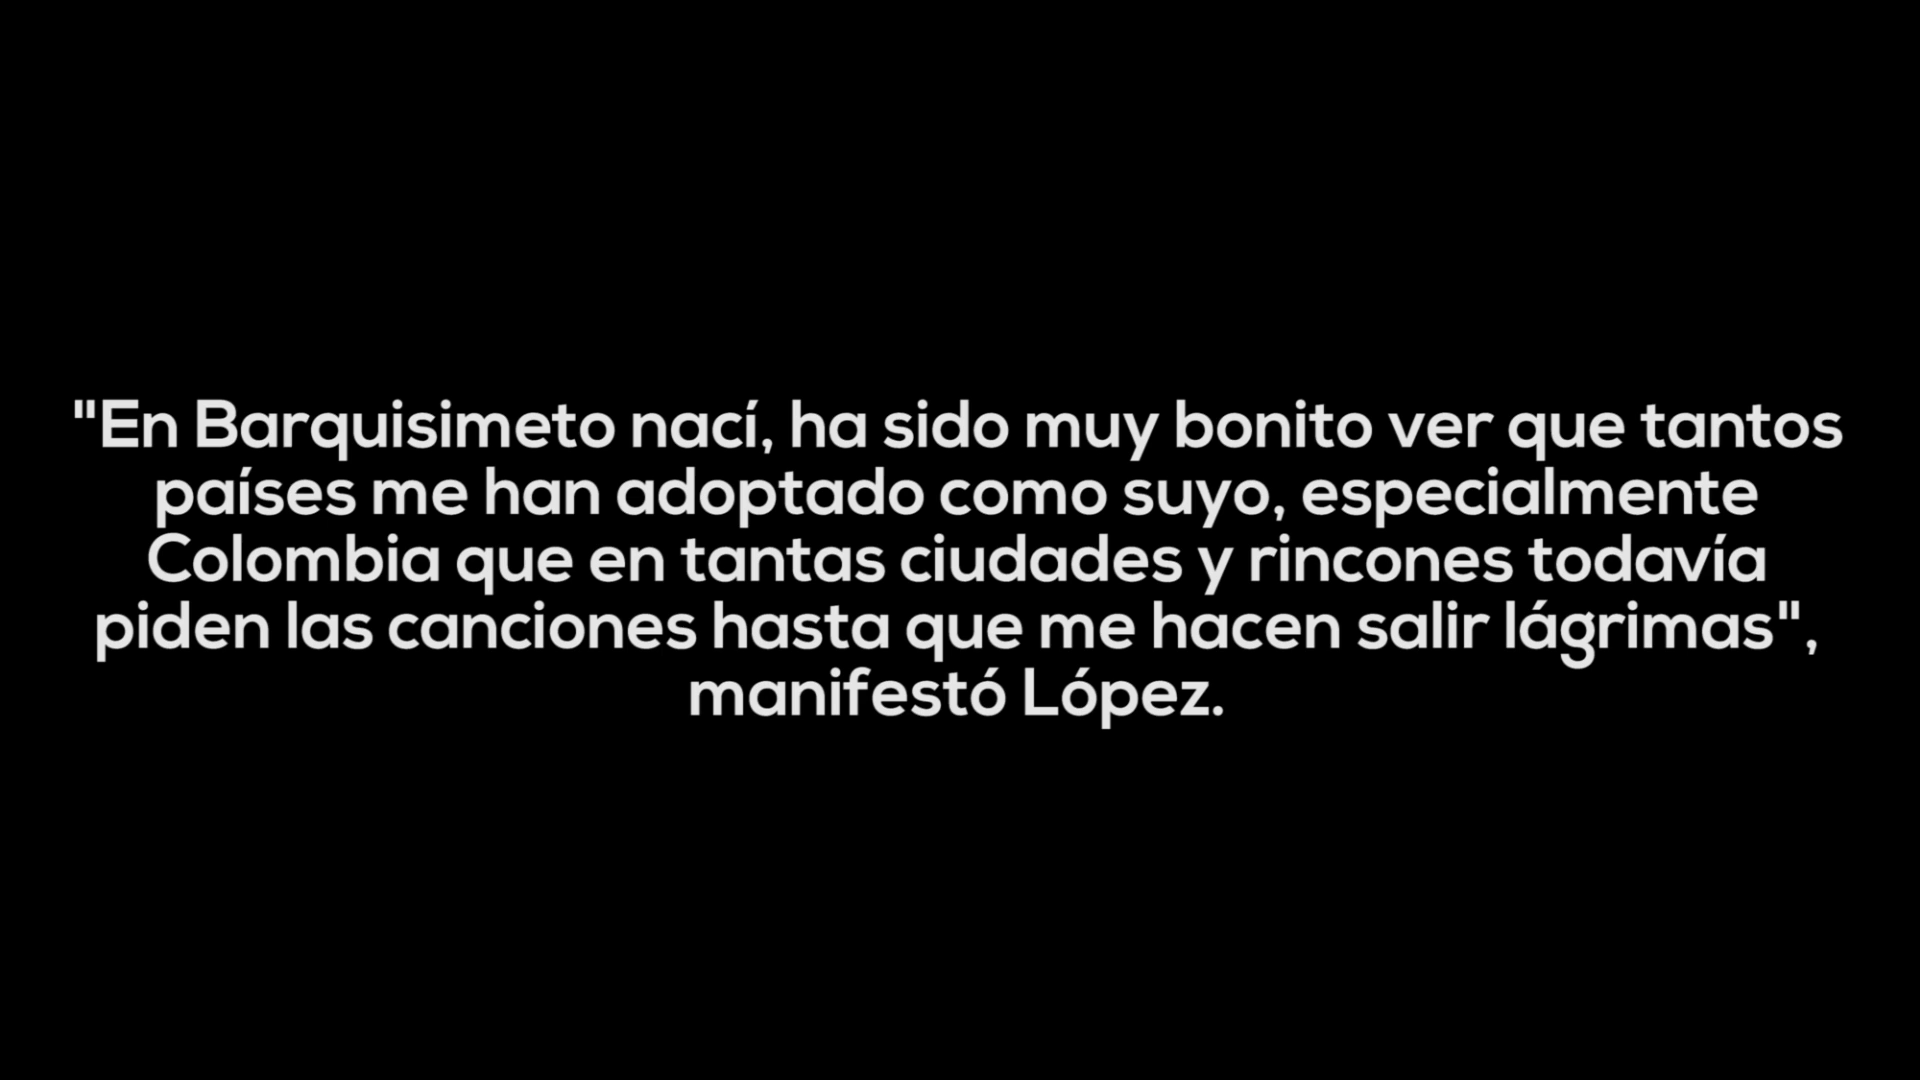 "En Barquisimeto nací, ha sido muy bonito ver que tantos
países me han adoptado como suyo, especialmente
Colombia que en tantas ciudades y rincones todavía
piden las canciones hasta que me hacen salir lágrimas",
manifestó López.